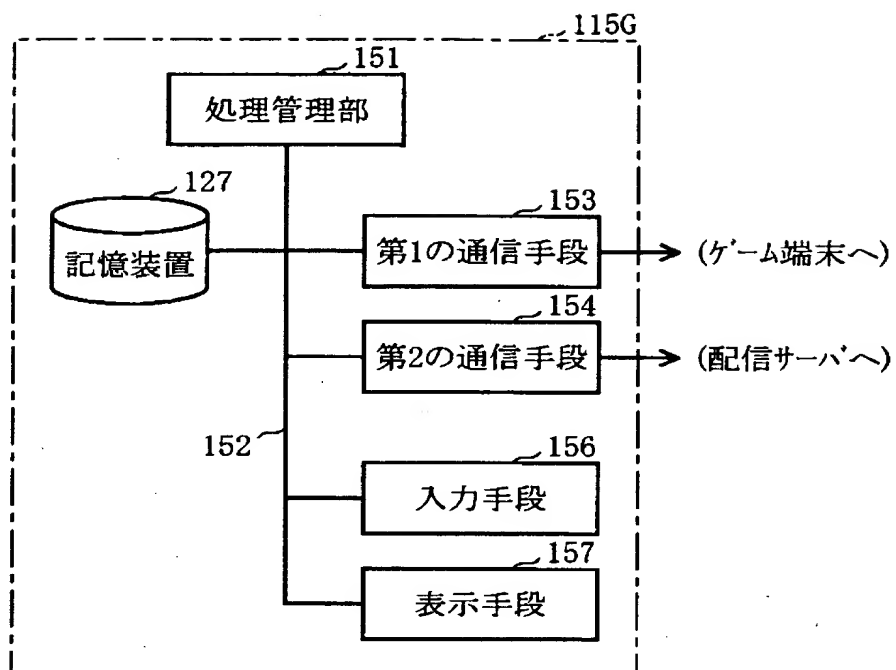 115G
151
処理管理部
127
記憶装置
153
第1の通信手段
(ゲーム端末へ)
154
第2の通信手段
(配信サーバへ)
152
156
入力手段
157
表示手段